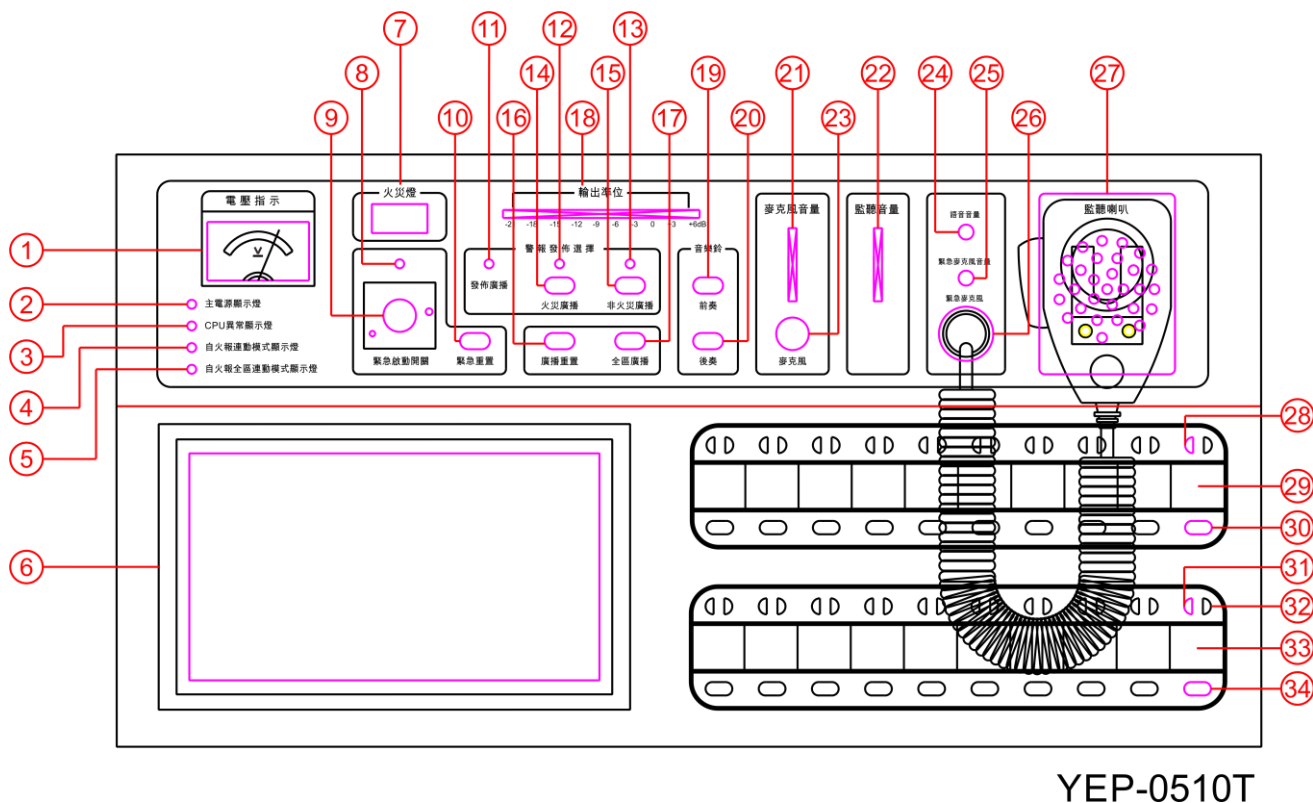 ⑦ ⑪ ⑫ ⑬
⑧ ⑭ ⑮ ⑲ ㉑ ㉒ ㉔ ㉕ ㉗
⑨ ⑩ ⑯ ⑱ ⑰ ⑳ ㉓ ㉖
電壓指示
V
火災燈
輸出準位
-21 -18 -15 -12 -9 -6 -3 0 +3 +6dB
警報發佈選擇
發佈廣播
火災廣播
非火災廣播
音樂鈴
前奏
後奏
麥克風音量
麥克風
監聽音量
語音音量
緊急麥克風音量
緊急麥克風
監聽喇叭
緊急啟動開關
緊急重置
廣播重置
全區廣播
①
② 主電源顯示燈
③ CPU異常顯示燈
④ 自火報連動模式顯示燈
⑤ 自火報全區連動模式顯示燈
⑥
㉘
㉙
㉚
㉛
㉜
㉝
㉞
YEP-0510T